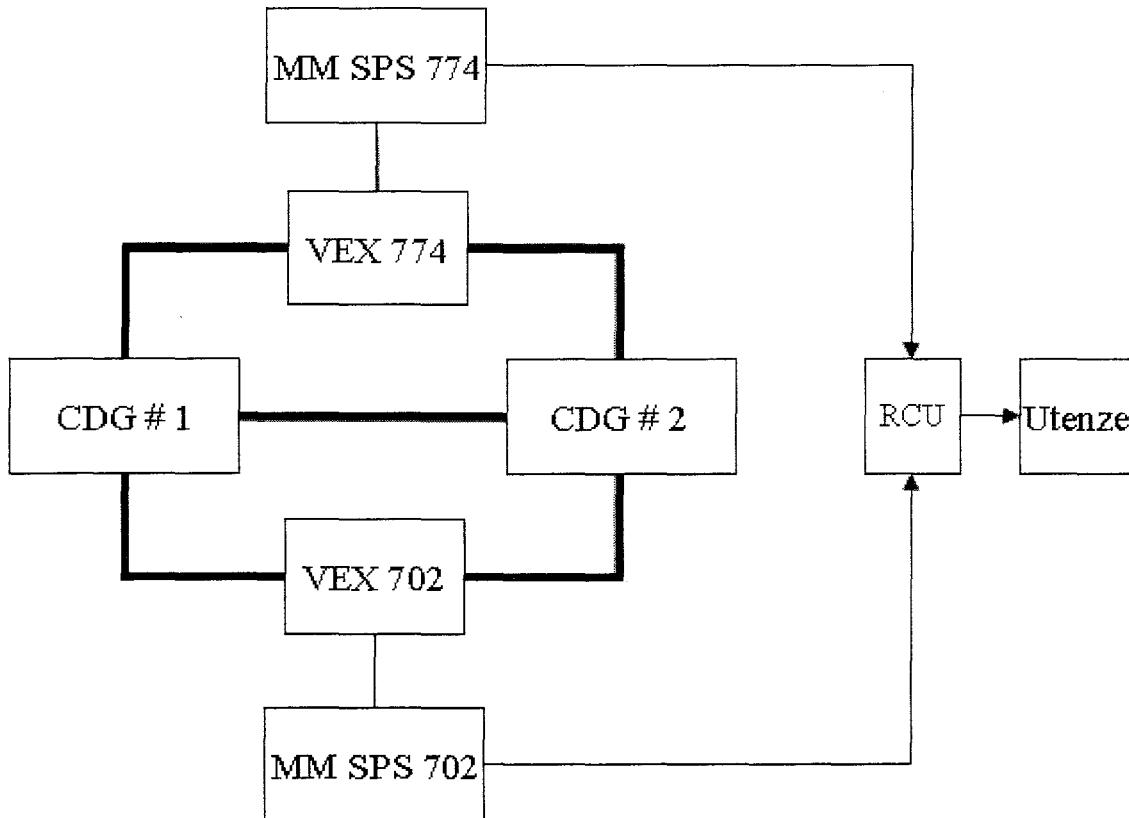 MM SPS 774
VEX 774
CDG # 1
CDG # 2
RCU
Utenze
VEX 702
MM SPS 702